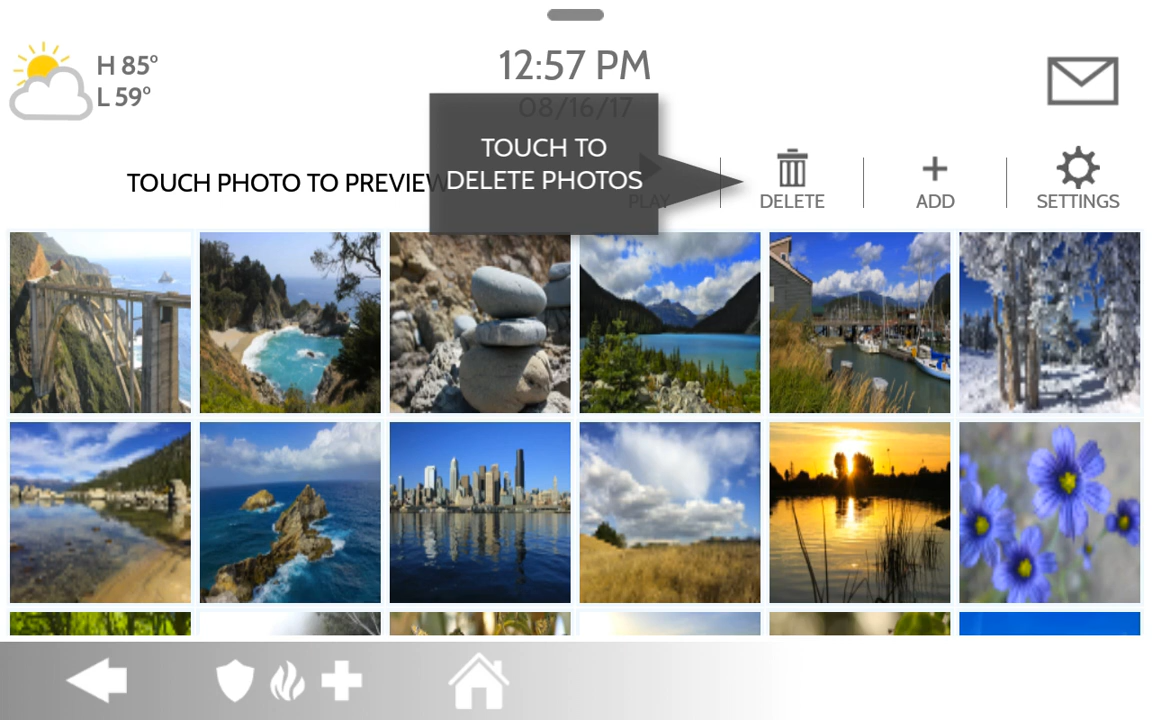 H 85°
L 59°
12:57 PM
08/16/17
TOUCH TO
DELETE PHOTOS
TOUCH PHOTO TO PREVIEW
PLAY
DELETE
ADD
SETTINGS